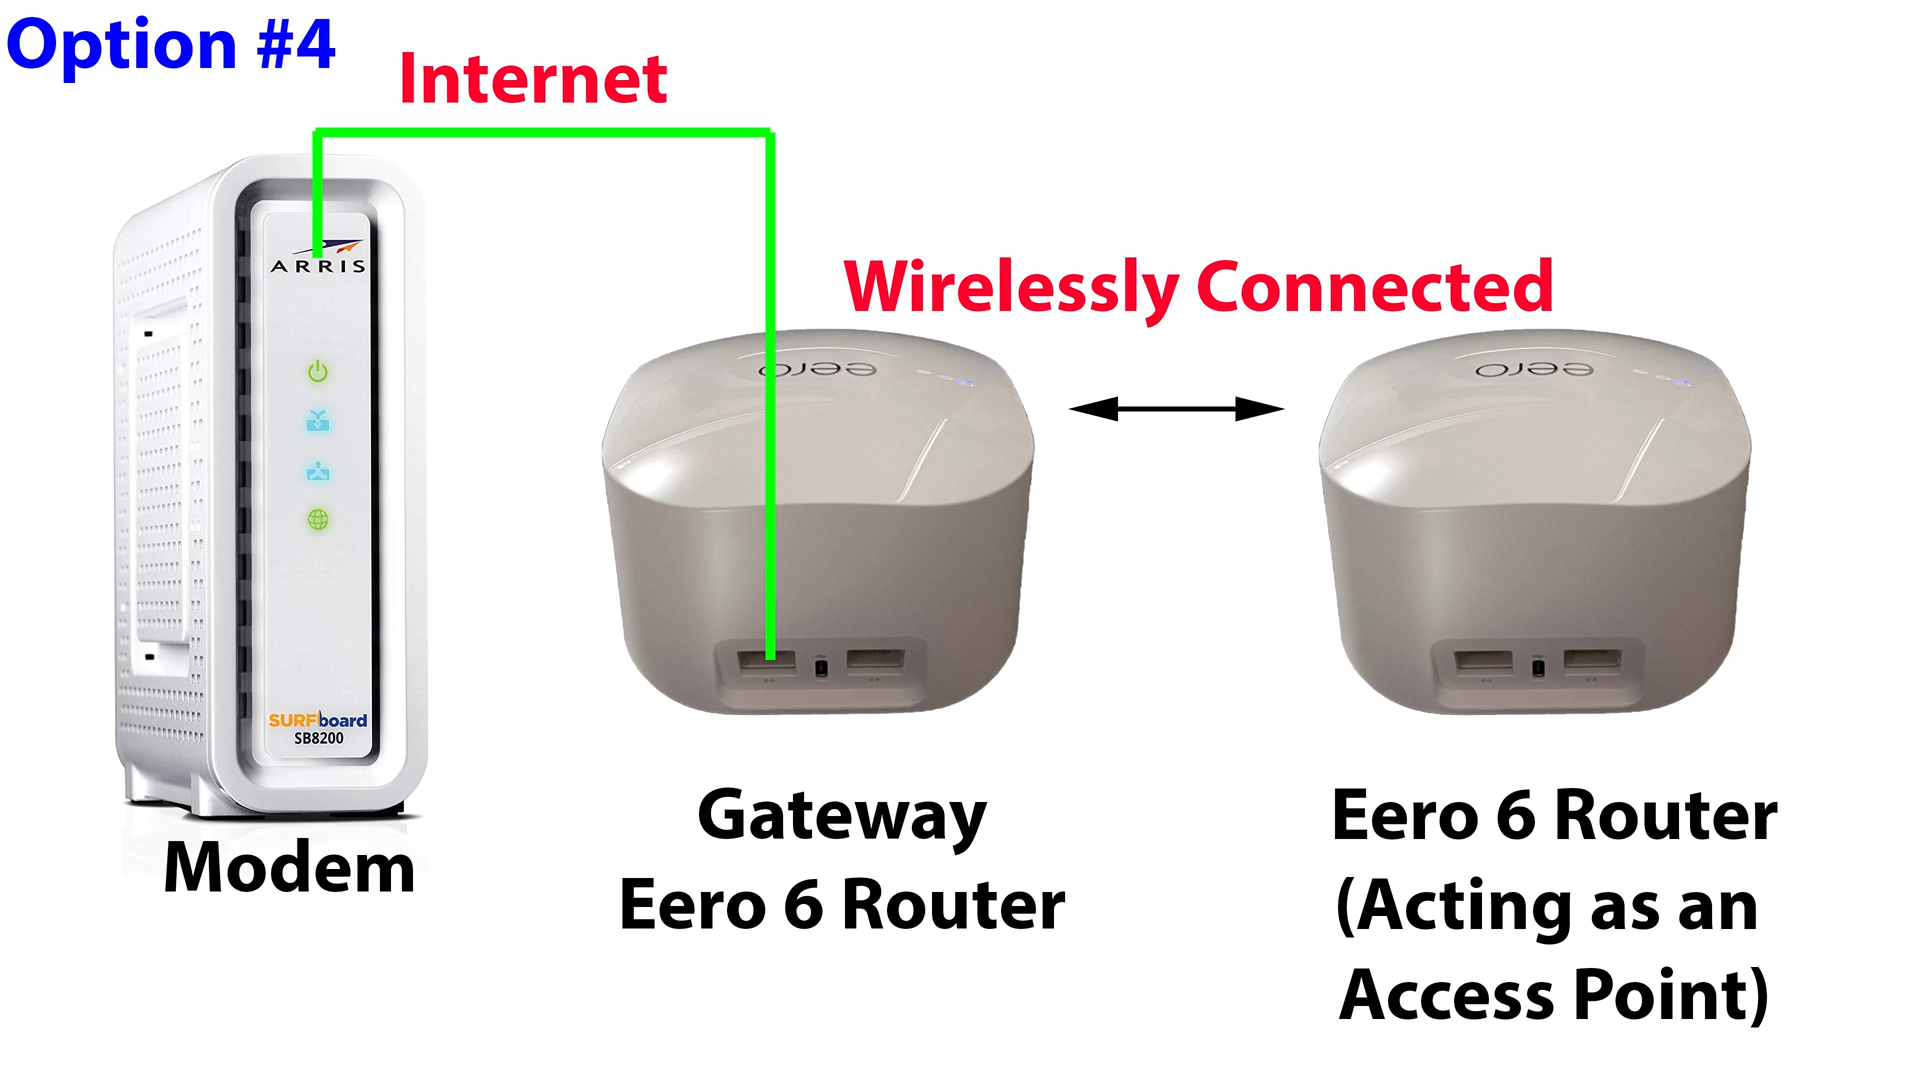 Option #4
Internet
ARRIS
Wirelessly Connected
eero
eero
SURFboard
SB8200
Modem
Gateway
Eero 6 Router
Eero 6 Router
(Acting as an
Access Point)